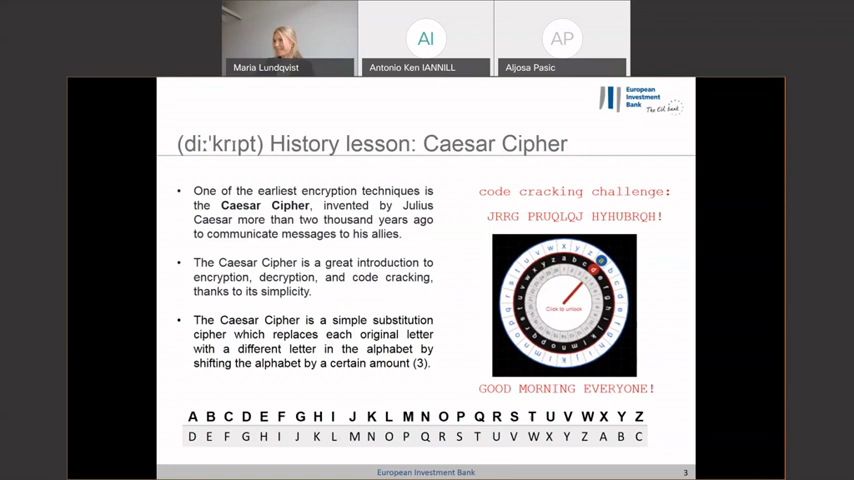 AI
AP
Maria Lundqvist
Antonio Ken IANNILL
Aljosa Pasic
European
Investment
Bank
The EU bank
(di:'krɪpt) History lesson: Caesar Cipher
• One of the earliest encryption techniques is
the Caesar Cipher, invented by Julius
Caesar more than two thousand years ago
to communicate messages to his allies.
• The Caesar Cipher is a great introduction to
encryption, decryption, and code cracking,
thanks to its simplicity.
• The Caesar Cipher is a simple substitution
cipher which replaces each original letter
with a different letter in the alphabet by
shifting the alphabet by a certain amount (3).
code cracking challenge:
JRRG PRUQLQJ HYHUBRQH!
Click to unlock
GOOD MORNING EVERYONE!
A B C D E F G H I J K L M N O P Q R S T U V W X Y Z
D E F G H I J K L M N O P Q R S T U V W X Y Z A B C
European Investment Bank
3